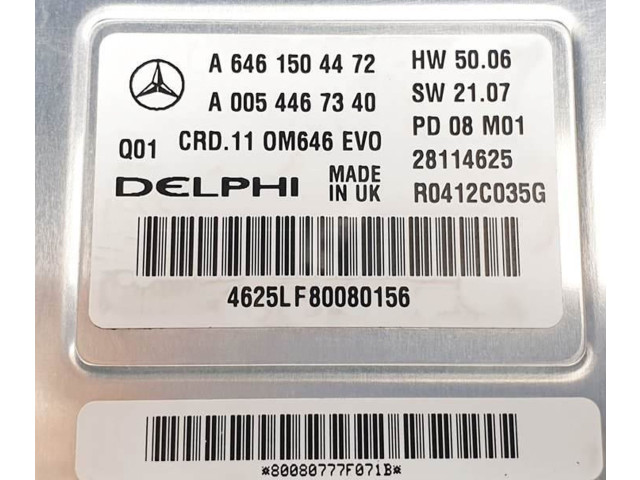 A 646 150 44 72 HW 50.06
A 005 446 73 40 SW 21.07
Q01 CRD.11 OM646 EVO PD 08 M01
DELPHI MADE IN UK 28114625
R0412C035G
4625LF80080156
*80080777F071B*